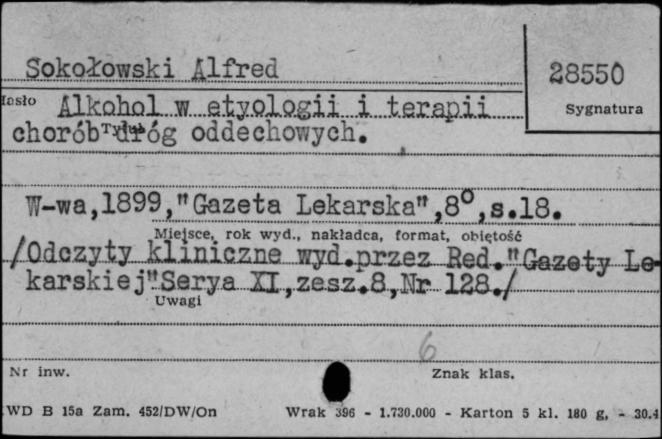 Sokołowski Alfred
28550
Hasło Alkohol w etyologii i terapii
Sygnatura
chorób dróg oddechowych.
Tytuł
W-wa,1899,"Gazeta Lekarska",8°,s.18.
Miejsce, rok wyd., nakładca, format, objętość
/Odczyty kliniczne wyd.przez Red."Gazety Le-
karskiej"Serya XI,zesz.8,Nr 128./
Uwagi
6
Nr inw.
Znak klas.
WD B 15a Zam. 452/DW/On Wrak 396 - 1.730.000 - Karton 5 kl. 180 g. - 30.4